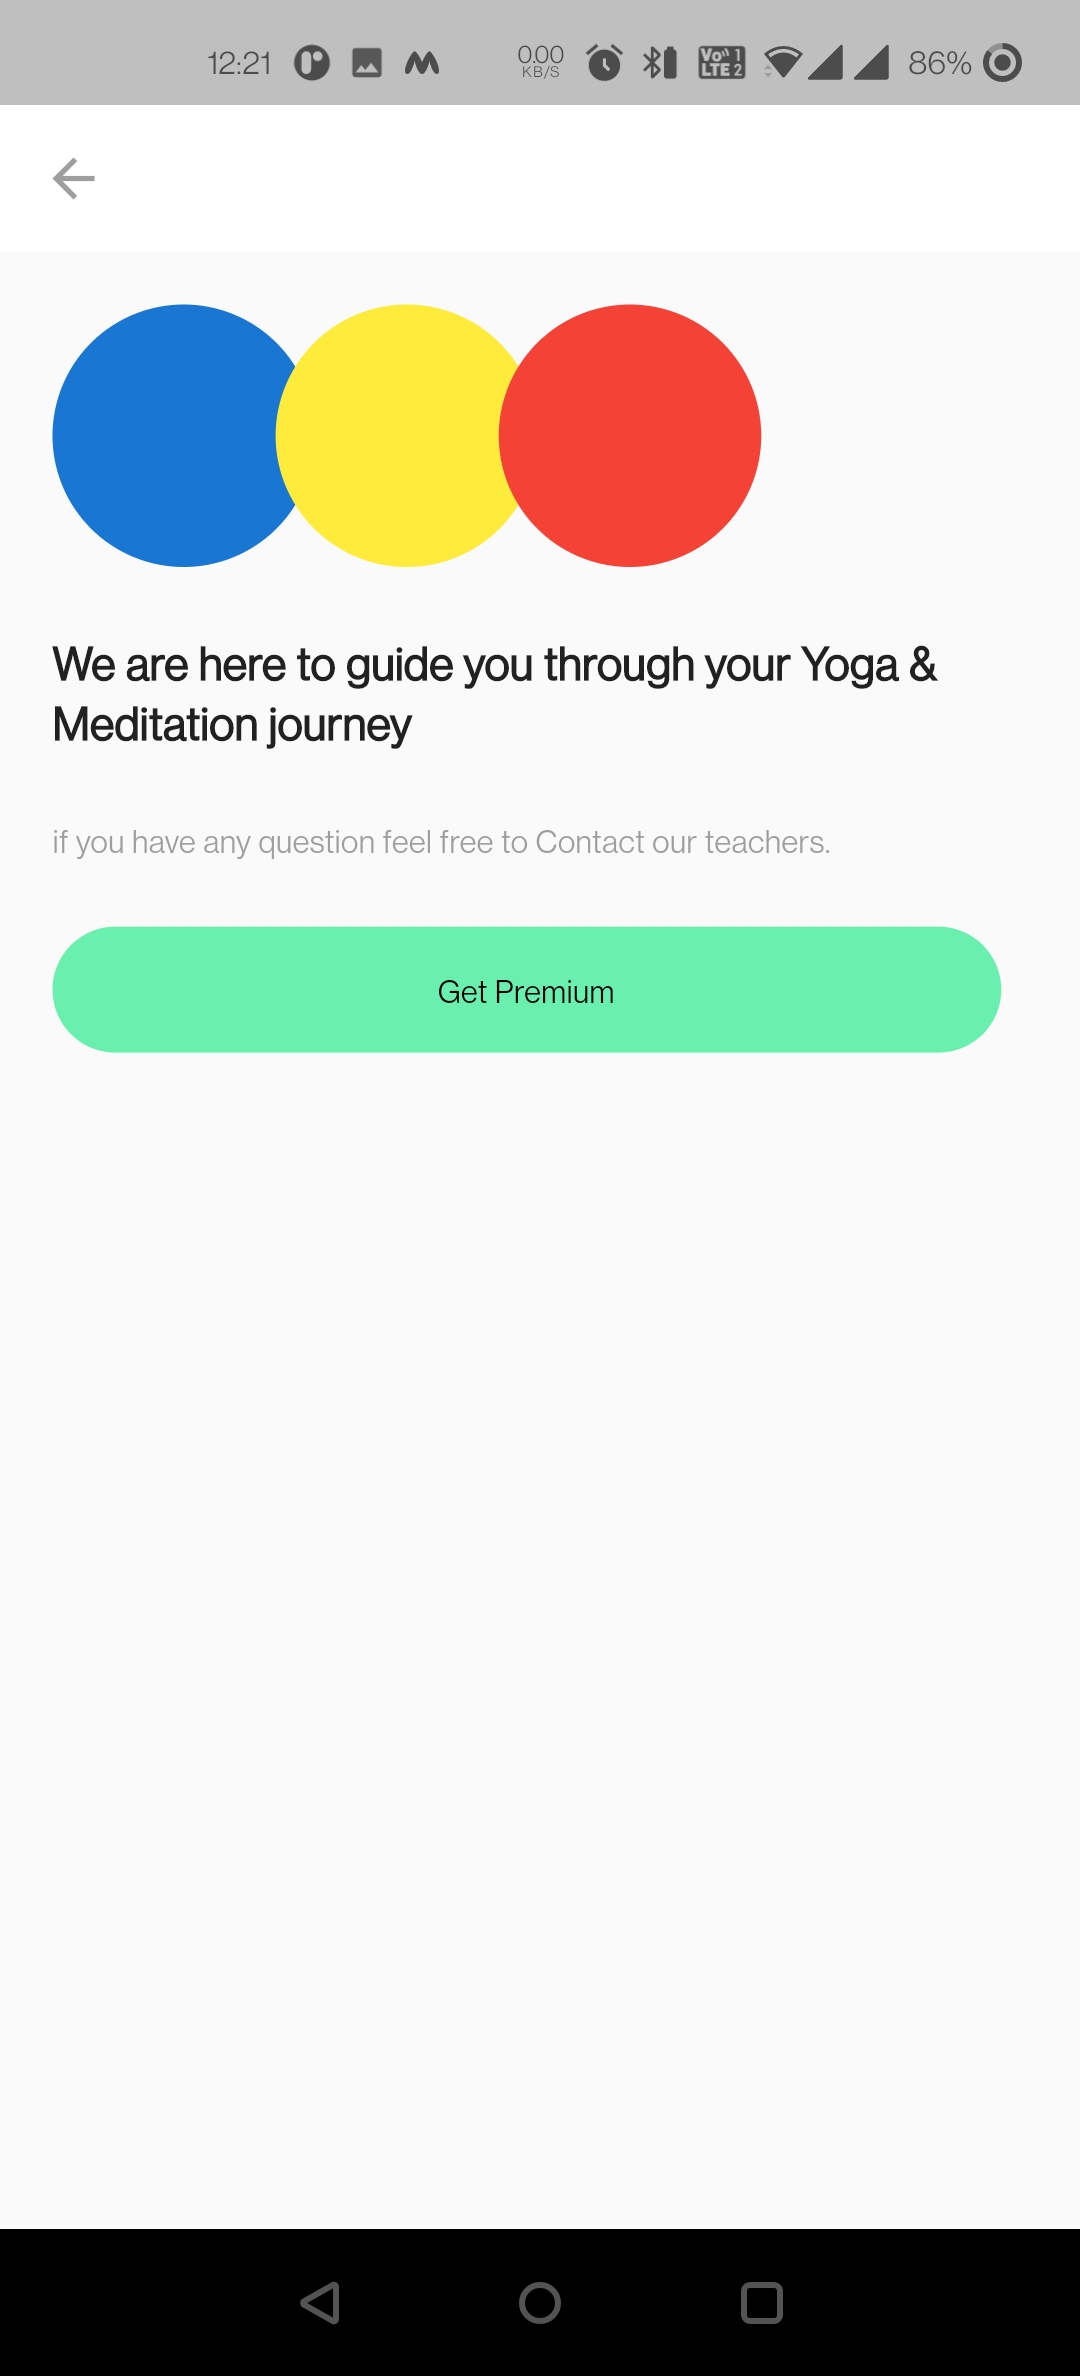 12:21 0.00 KB/S Vo)) 1 LTE 2 86%
We are here to guide you through your Yoga &
Meditation journey
if you have any question feel free to Contact our teachers.
Get Premium